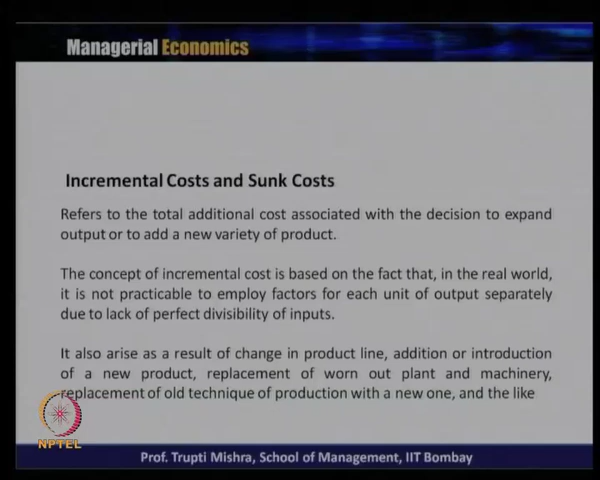 Managerial Economics
Incremental Costs and Sunk Costs
Refers to the total additional cost associated with the decision to expand
output or to add a new variety of product.
The concept of incremental cost is based on the fact that, in the real world,
it is not practicable to employ factors for each unit of output separately
due to lack of perfect divisibility of inputs.
It also arise as a result of change in product line, addition or introduction
of a new product, replacement of worn out plant and machinery,
replacement of old technique of production with a new one, and the like
NPTEL
Prof. Trupti Mishra, School of Management, IIT Bombay